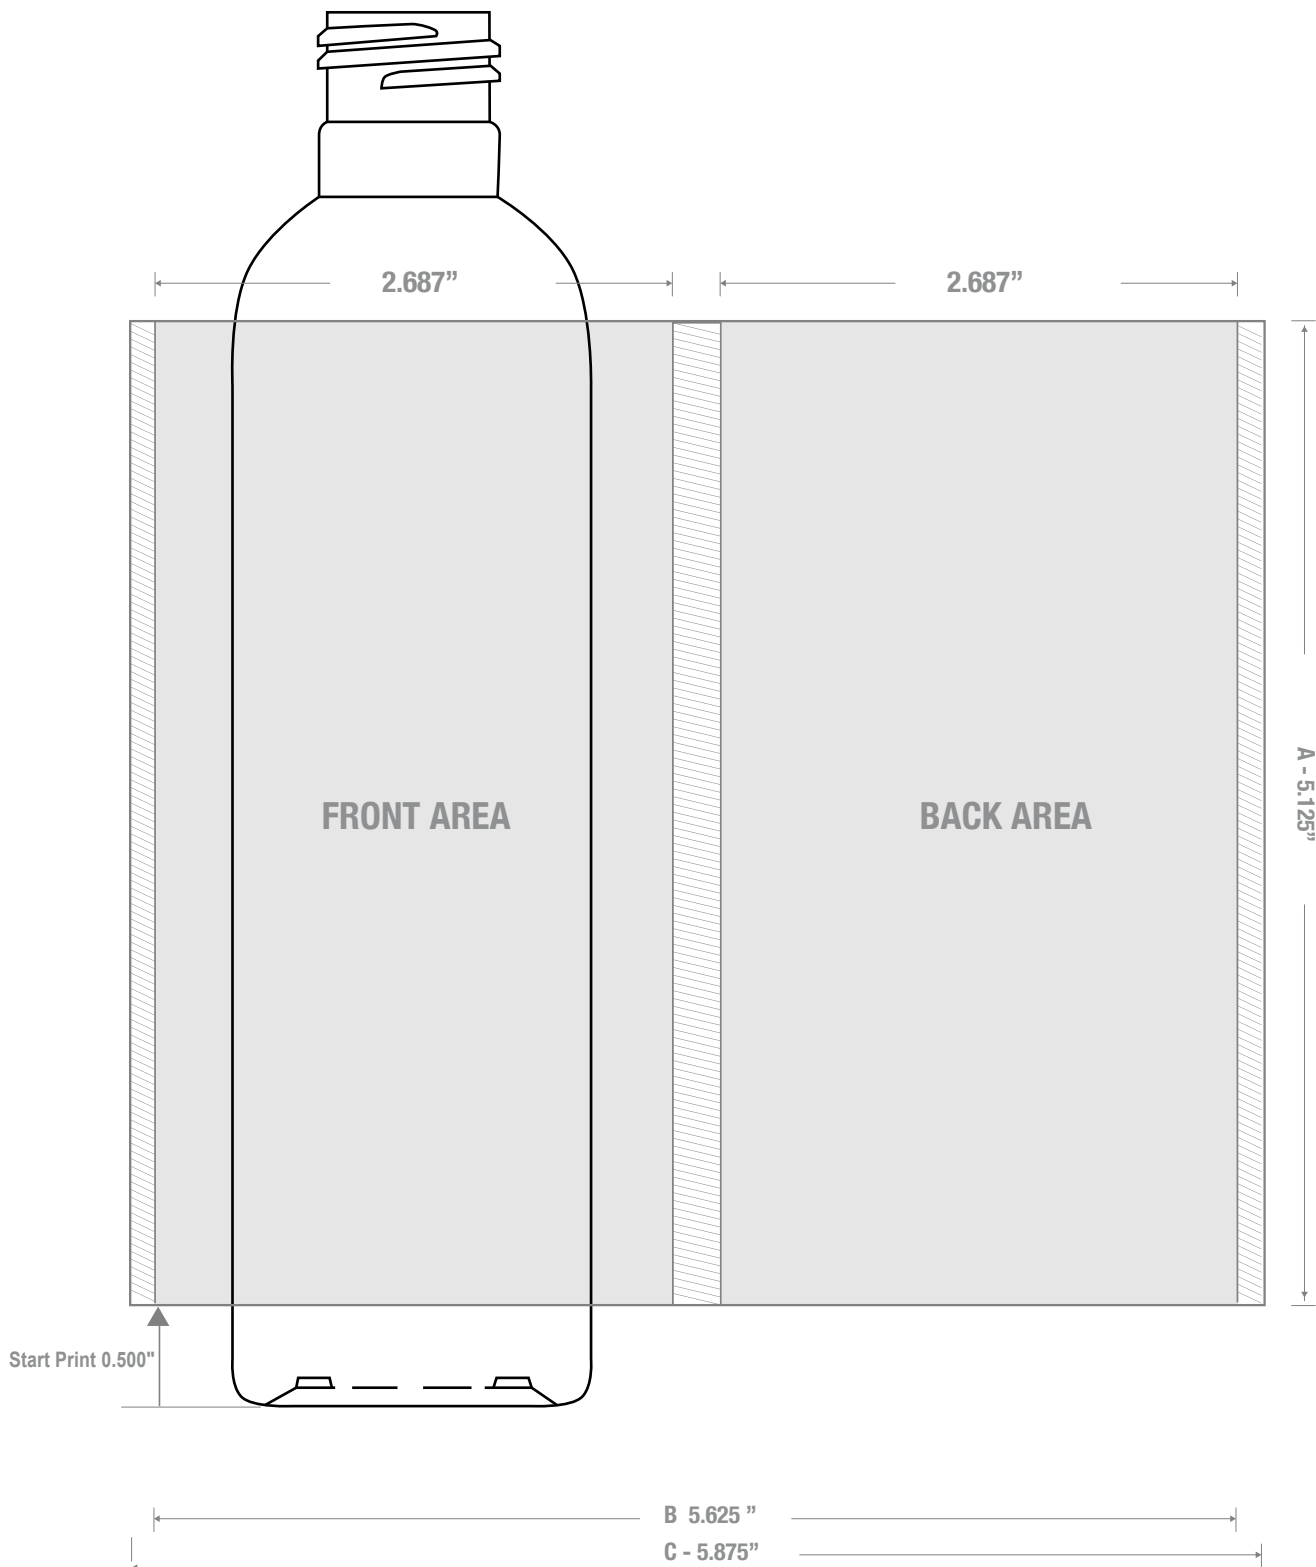 2.687”
2.687”
FRONT AREA
BACK AREA
A - 5.125”
Start Print 0.500"
B 5.625 ”
C - 5.875”